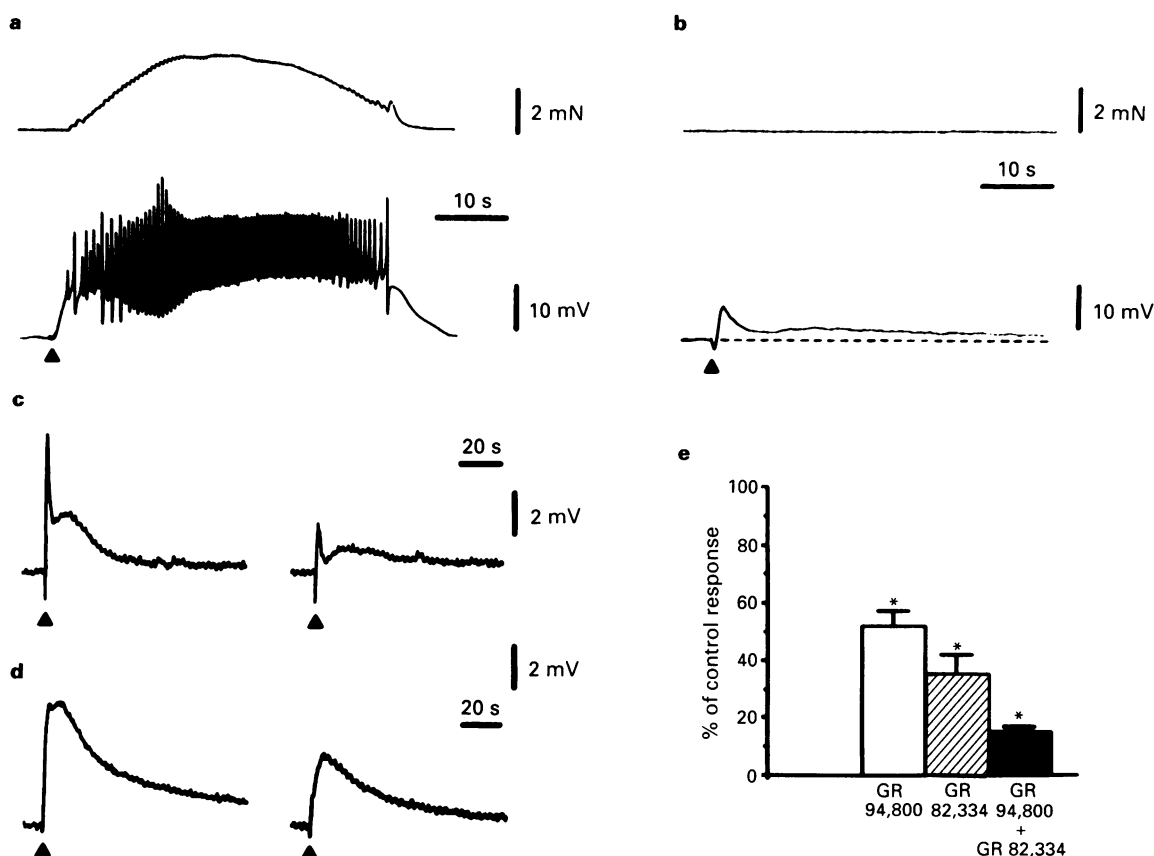 a
2 mN
10 s
10 mV
b
2 mN
10 s
10 mV
c
20 s
2 mV
d
2 mV
20 s
e
% of control response
100
80
60
40
20
0
*
*
*
GR GR GR
94,800 82,334 94,800
+
GR 82,334